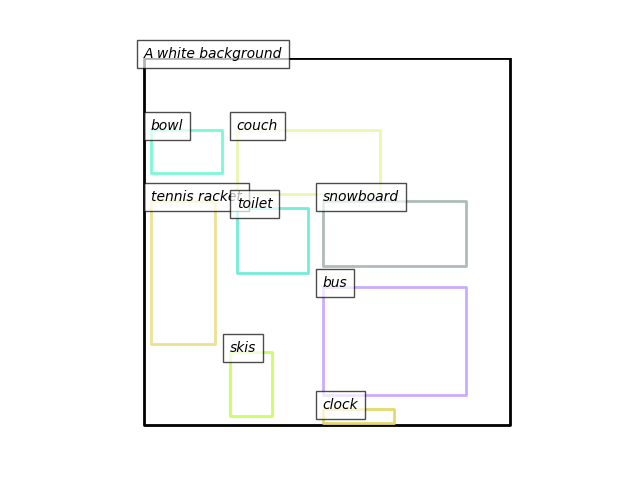 A white background
bowl
couch
tennis racket
toilet
snowboard
bus
skis
clock